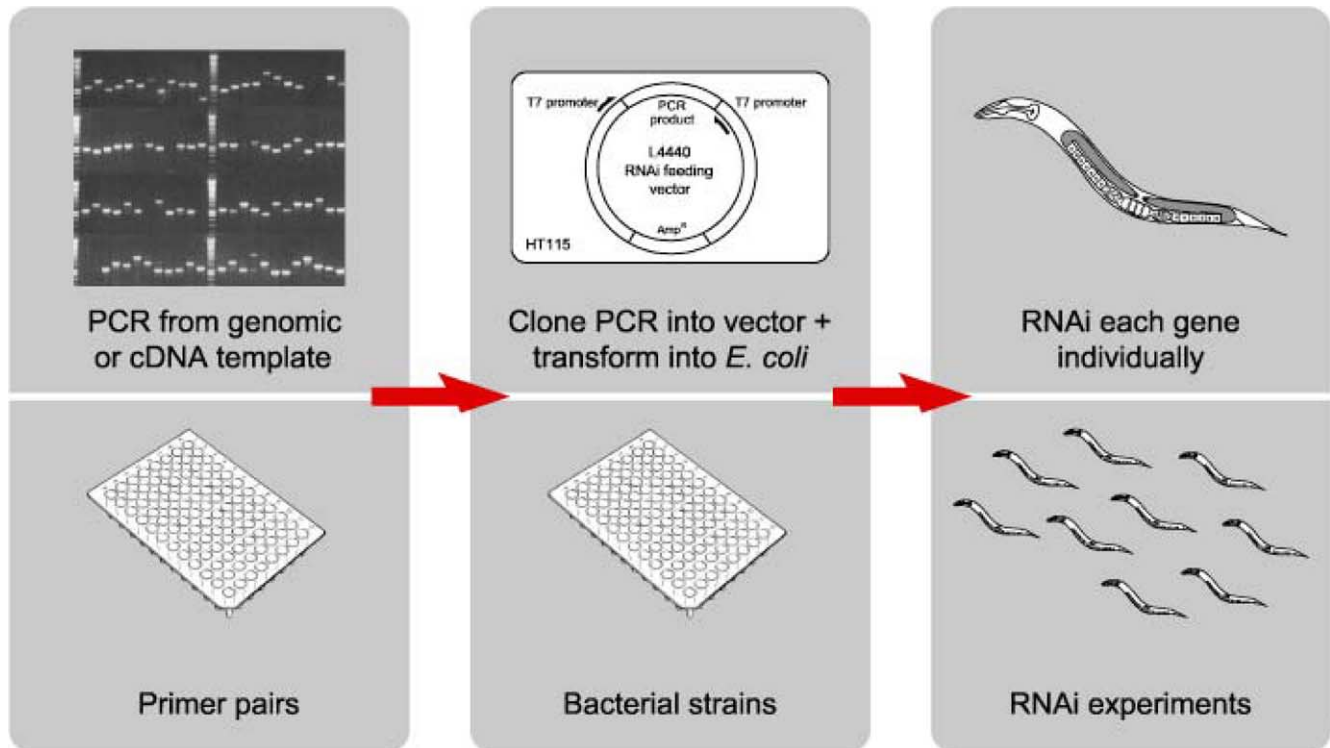 T7 promoter
PCR
product
T7 promoter
L4440
RNAi feeding
vector
Amp^R
HT115
PCR from genomic
or cDNA template
Clone PCR into vector +
transform into E. coli
RNAi each gene
individually
Primer pairs
Bacterial strains
RNAi experiments